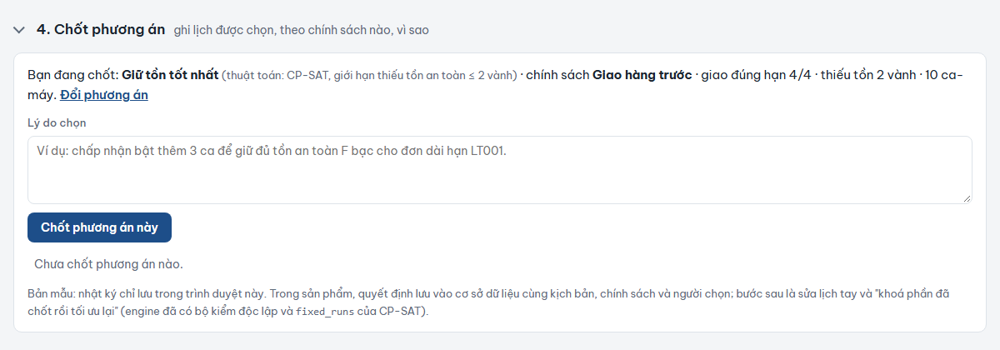 4. Chốt phương án ghi lịch được chọn, theo chính sách nào, vì sao
Bạn đang chốt: Giữ tồn tốt nhất (thuật toán: CP-SAT, giới hạn thiếu tồn an toàn ≤ 2 vành) · chính sách Giao hàng trước · giao đúng hạn 4/4 · thiếu tồn 2 vành · 10 ca-
máy. Đổi phương án
Lý do chọn
Ví dụ: chấp nhận bật thêm 3 ca để giữ đủ tồn an toàn F bạc cho đơn dài hạn LT001.
Chốt phương án này
Chưa chốt phương án nào.
Bản mẫu: nhật ký chỉ lưu trong trình duyệt này. Trong sản phẩm, quyết định lưu vào cơ sở dữ liệu cùng kịch bản, chính sách và người chọn; bước sau là sửa lịch tay và "khoá phần đã
chốt rồi tối ưu lại" (engine đã có bộ kiểm độc lập và fixed_runs của CP-SAT).